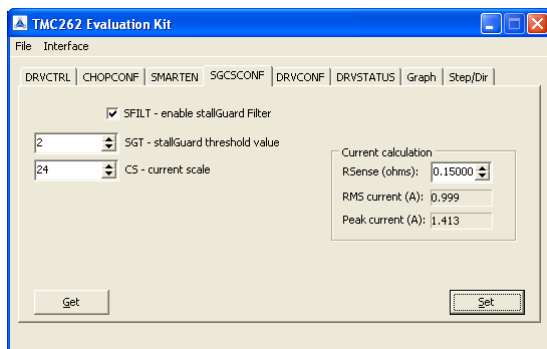 TMC262 Evaluation Kit
File Interface
DRVCTRL CHOPCONF SMARTEN SGCSCONF DRVCONF DRVSTATUS Graph Step/Dir
SFILT - enable stallGuard Filter
2 SGT - stallGuard threshold value
24 CS - current scale
Current calculation
RSense (ohms): 0.15000
RMS current (A): 0.999
Peak current (A): 1.413
Get
Set